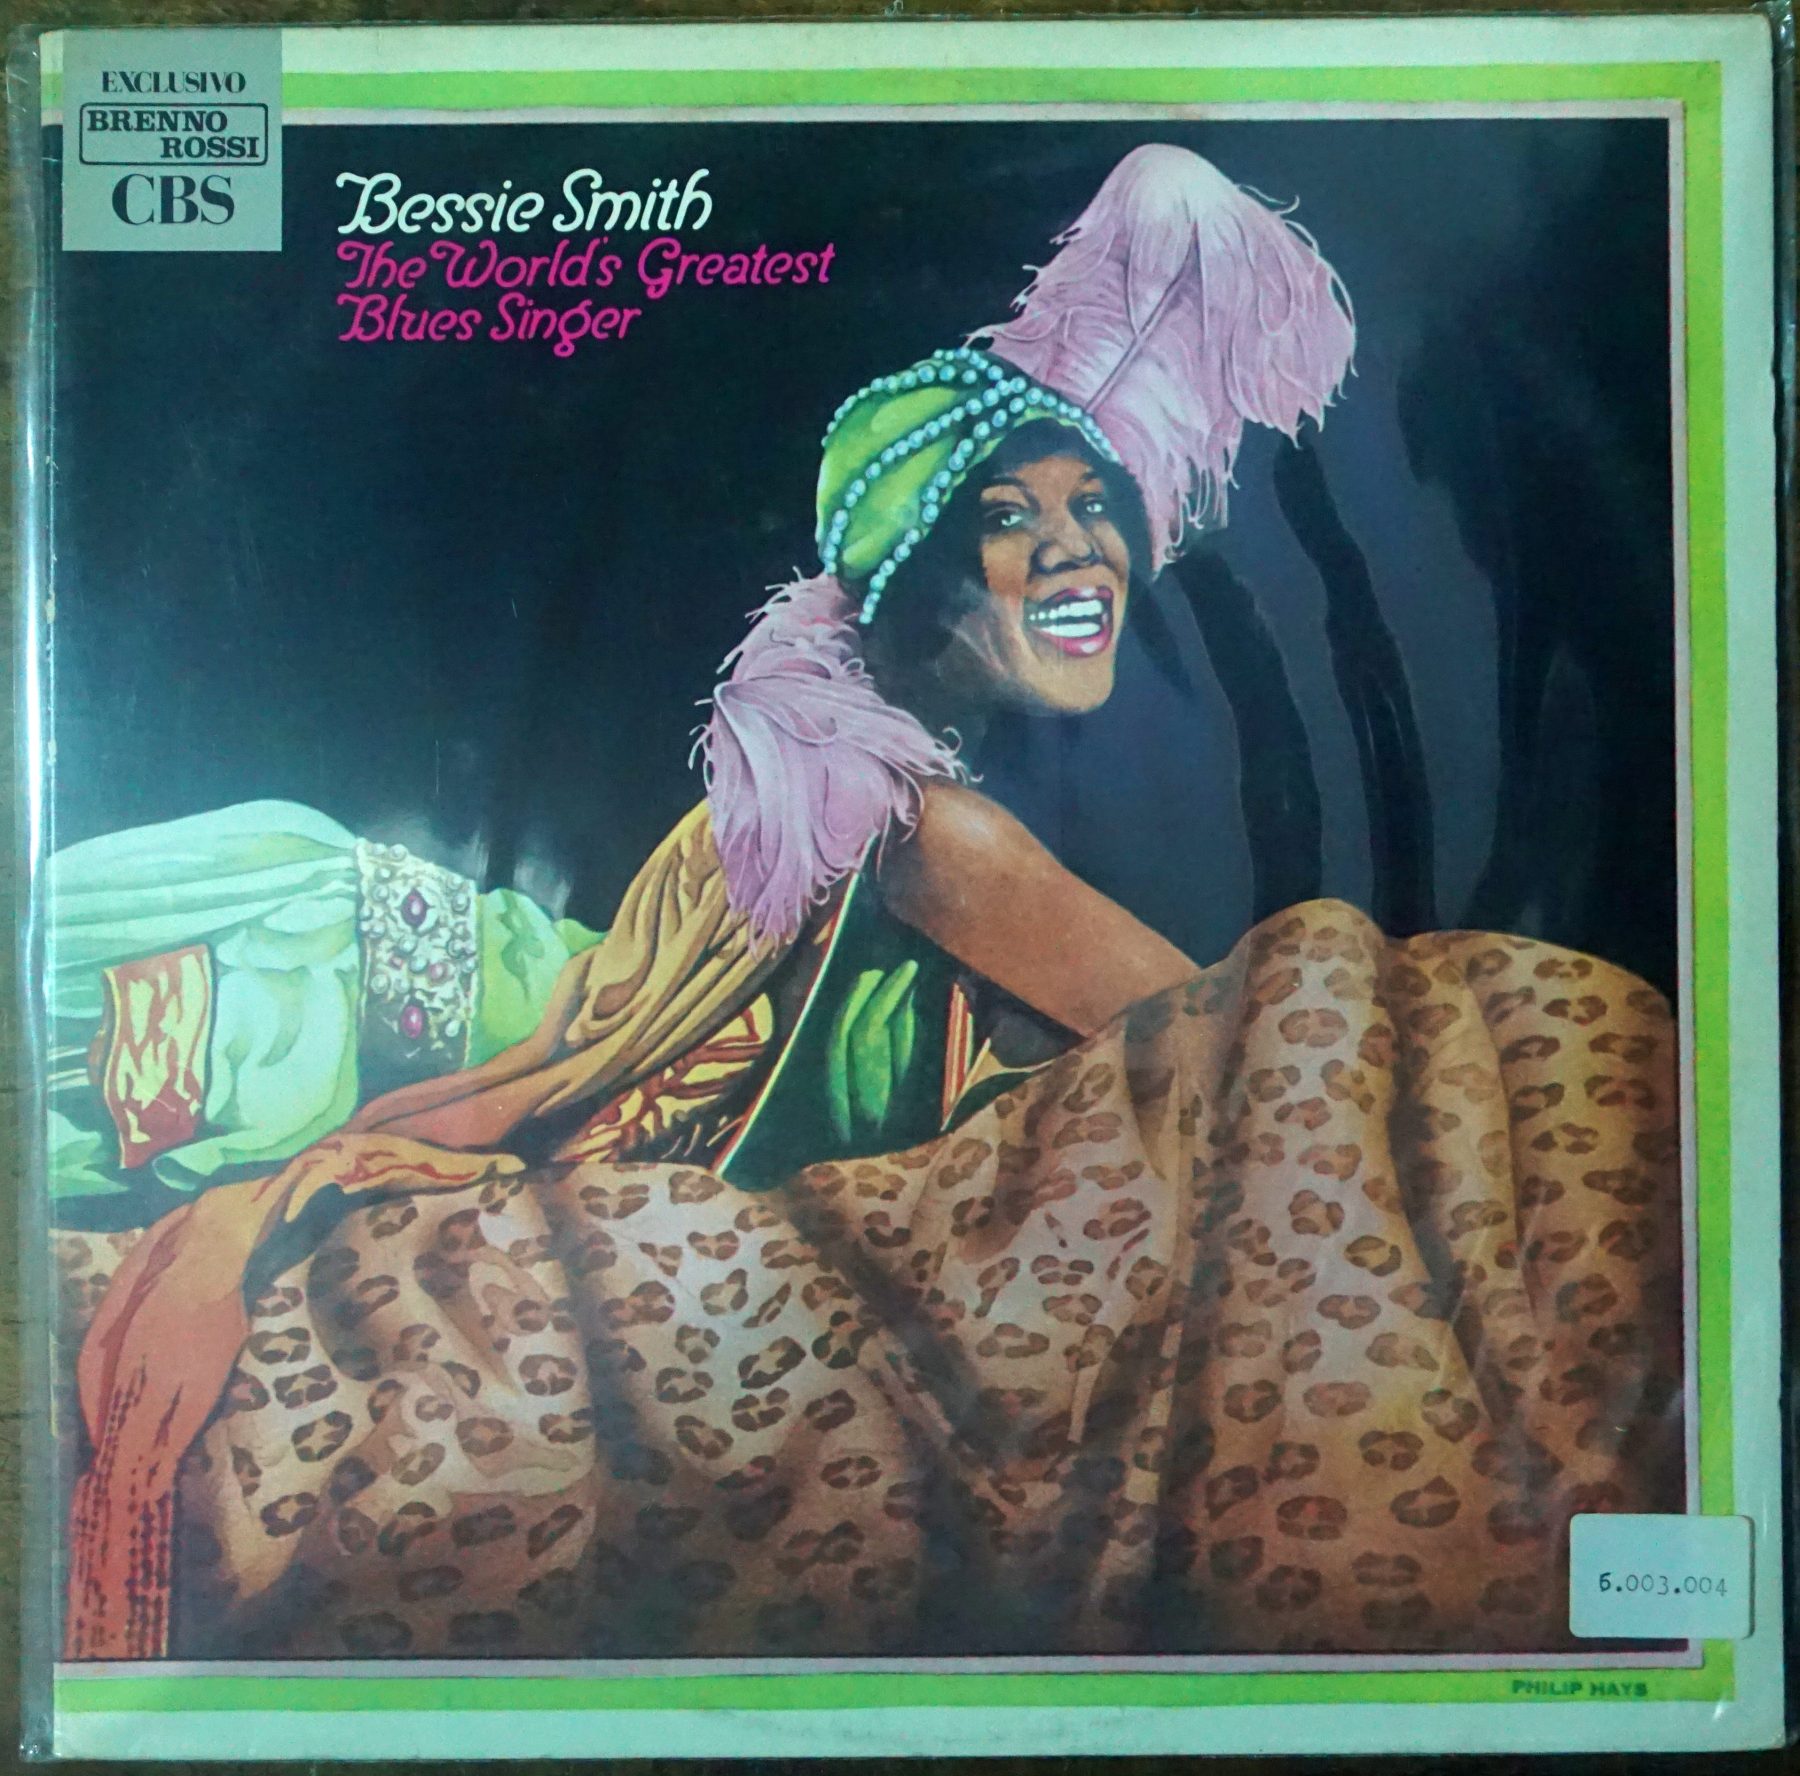 EXCLUSIVO
BRENNO
ROSSI
CBS
Bessie Smith
The World's Greatest
Blues Singer
6.003.004
PHILIP HAYS